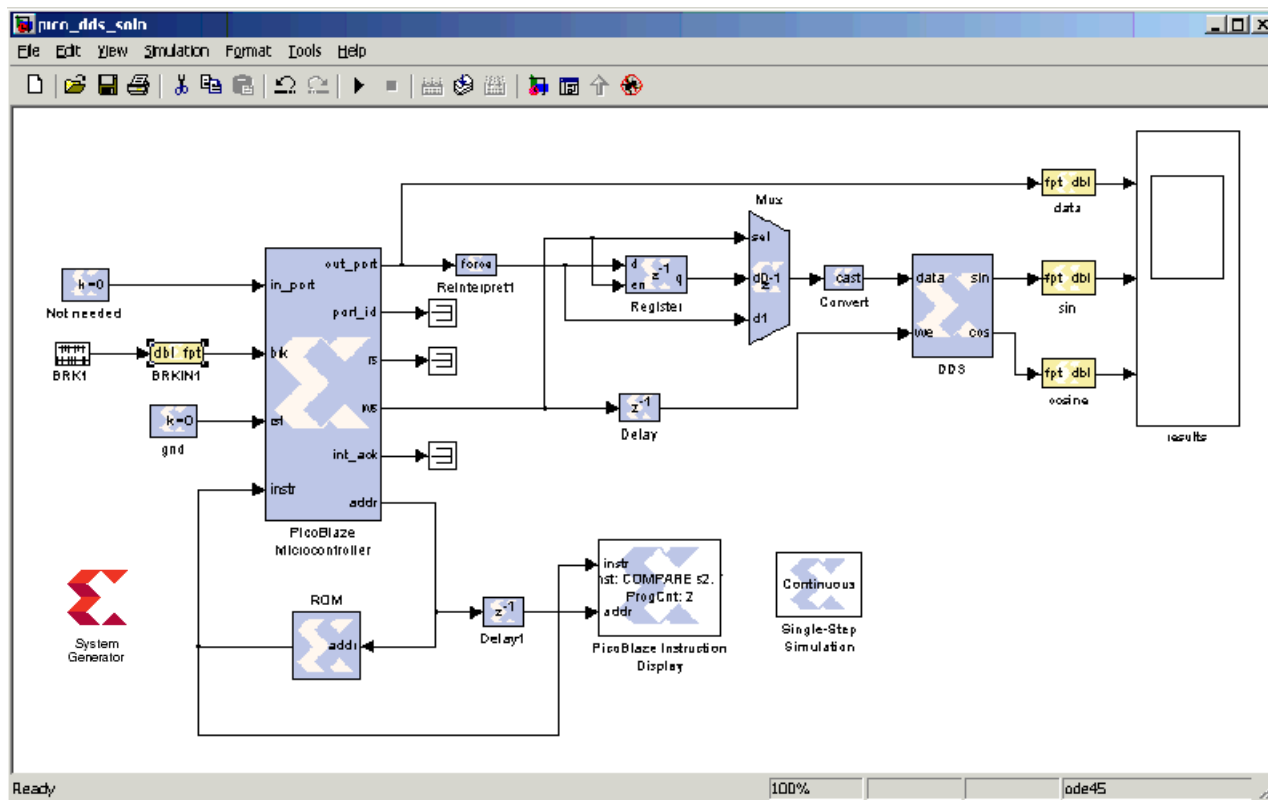 pico_dds_soln
File Edit View Simulation Format Tools Help
k=0
Not needed
BRK1
dbl fpt
BRKIN1
k=0
gnd
in_port
brk
rst
instr
out_port
port_id
rs
ws
int_ack
addr
PicoBlaze
Microcontroller
force
Reinterpret1
d
en
z-1
q
Register
Mux
sel
d0
z-1
d1
cast
Convert
data
we
sin
cos
DDS
fpt dbl
data
fpt dbl
sin
fpt dbl
cosine
results
z-1
Delay
ROM
addr
z-1
Delay1
instr
nst: COMPARE s2,
ProgCnt: 2
addr
PicoBlaze Instruction
Display
Continuous
Single-Step
Simulation
System
Generator
Ready
100%
ode45